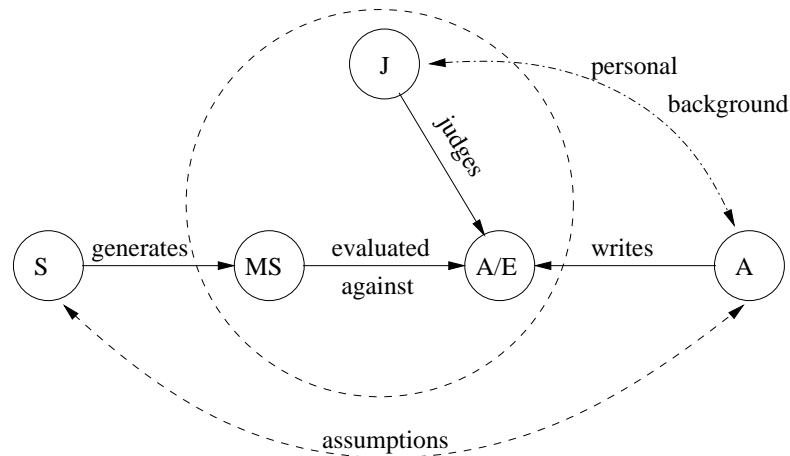 J
personal
background
judges
S
generates
MS
evaluated
against
A/E
writes
A
assumptions